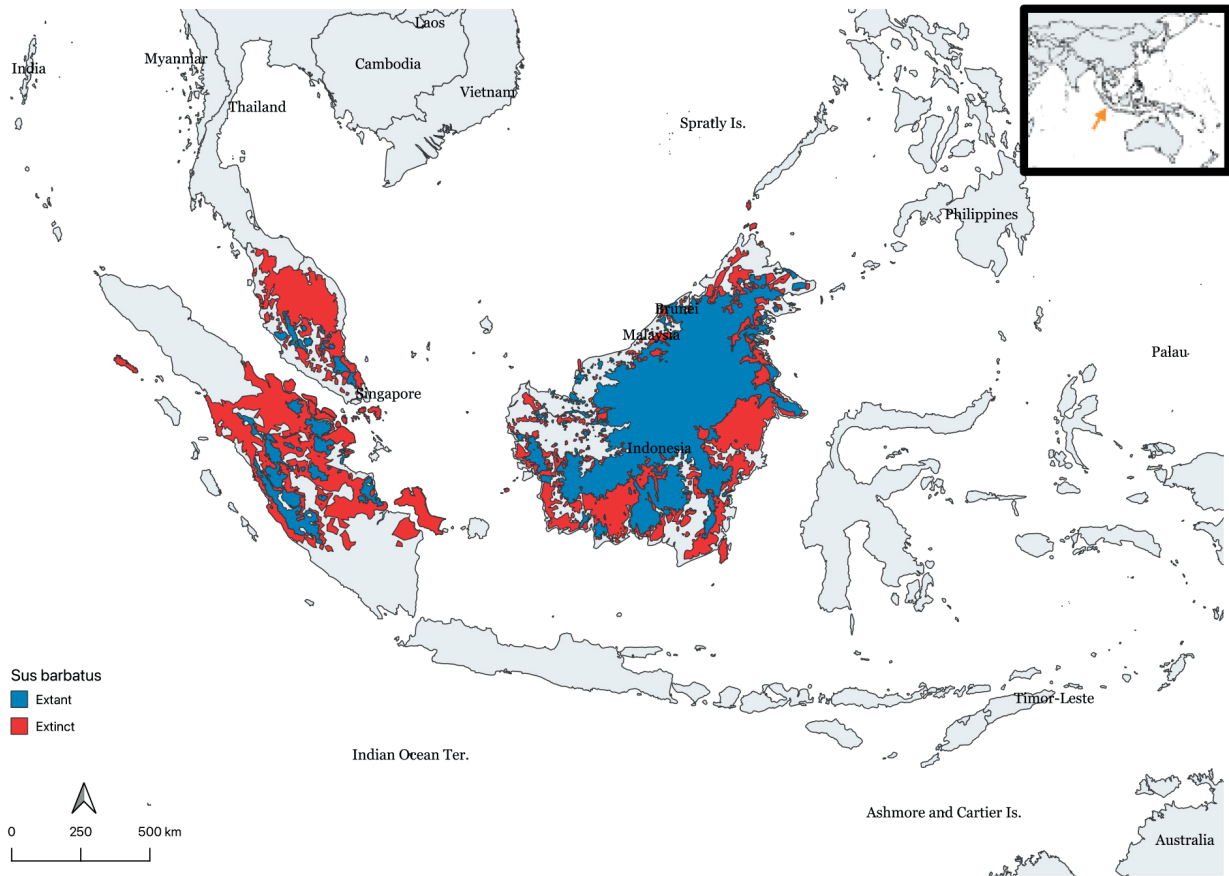 Laos
India
Myanmar
Cambodia
Thailand
Vietnam
Spratly Is.
Philippines
Brunei
Malaysia
Palau
Singapore
Indonesia
Sus barbatus
Extant
Extinct
Timor-Leste
Indian Ocean Ter.
Ashmore and Cartier Is.
Australia
0 250 500 km